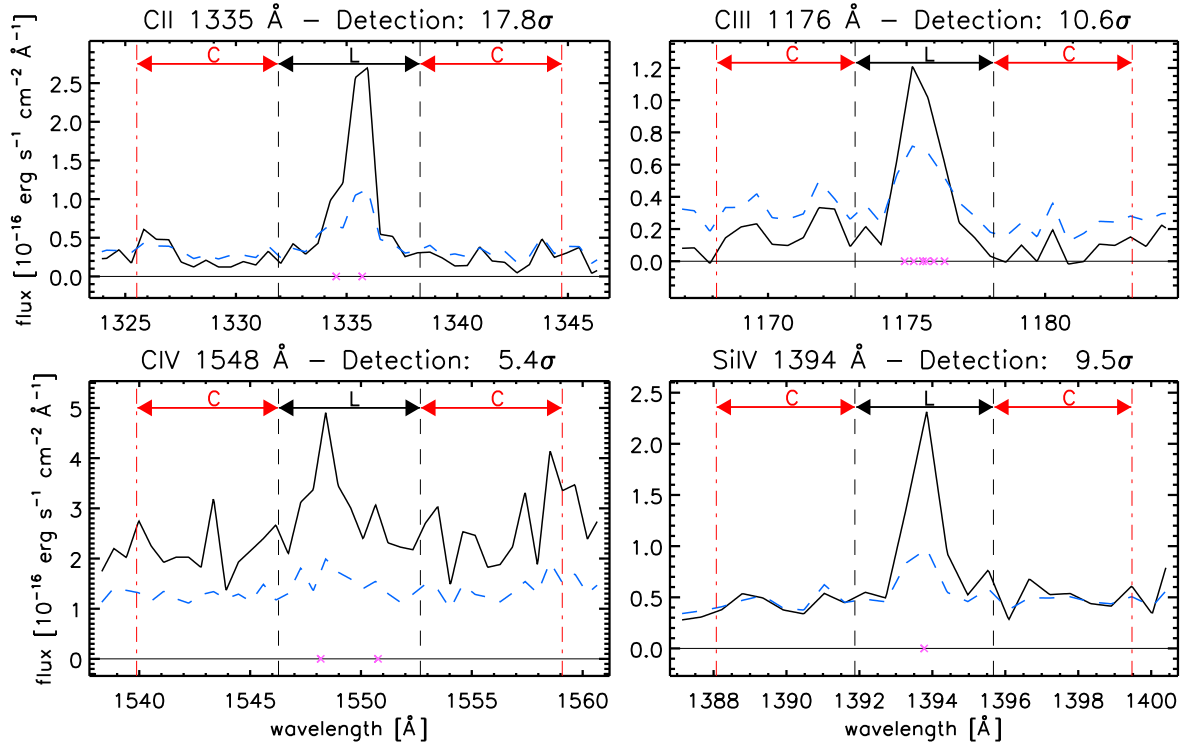 CII 1335 Å – Detection: 17.8σ
CIII 1176 Å – Detection: 10.6σ
C L C
C L C
flux [10⁻¹⁶ erg s⁻¹ cm⁻² Å⁻¹]
2.5
2.0
1.5
1.0
0.5
0.0
1325 1330 1335 1340 1345
1.2
1.0
0.8
0.6
0.4
0.2
0.0
1170 1175 1180
CIV 1548 Å – Detection: 5.4σ
SiIV 1394 Å – Detection: 9.5σ
C L C
C L C
flux [10⁻¹⁶ erg s⁻¹ cm⁻² Å⁻¹]
5
4
3
2
1
0
1540 1545 1550 1555 1560
wavelength [Å]
2.5
2.0
1.5
1.0
0.5
0.0
1388 1390 1392 1394 1396 1398 1400
wavelength [Å]